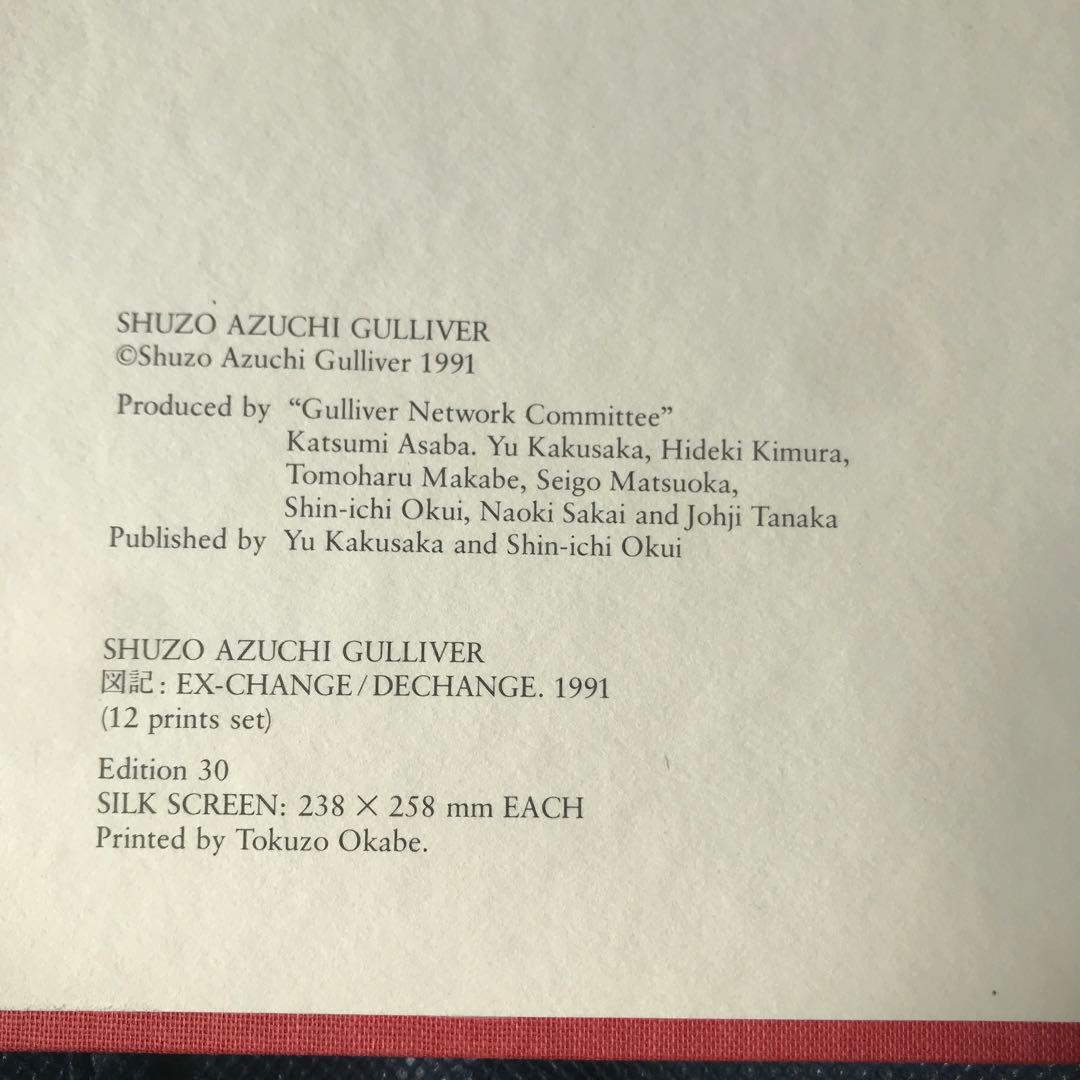 SHUZO AZUCHI GULLIVER
©Shuzo Azuchi Gulliver 1991
Produced by “Gulliver Network Committee”
Katsumi Asaba. Yu Kakusaka, Hideki Kimura,
Tomoharu Makabe, Seigo Matsuoka,
Shin-ichi Okui, Naoki Sakai and Johji Tanaka
Published by Yu Kakusaka and Shin-ichi Okui
SHUZO AZUCHI GULLIVER
図記: EX-CHANGE/DECHANGE. 1991
(12 prints set)
Edition 30
SILK SCREEN: 238 × 258 mm EACH
Printed by Tokuzo Okabe.